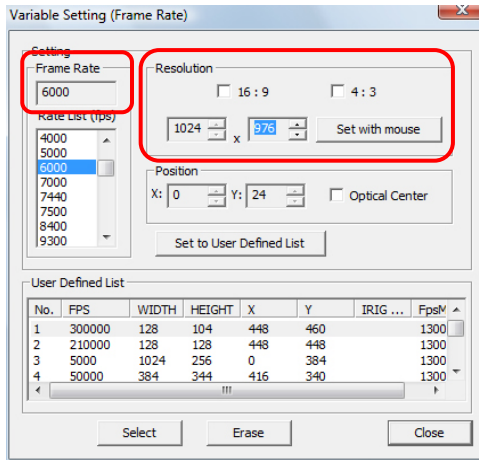 Variable Setting (Frame Rate)
Setting
Frame Rate
6000
Rate List (fps)
4000
5000
6000
7000
7440
7500
8400
9300
Resolution
16 : 9
4 : 3
1024 x 976
Set with mouse
Position
X: 0 Y: 24
Optical Center
Set to User Defined List
User Defined List
No. FPS WIDTH HEIGHT X Y IRIG ... FpsM
1 300000 128 104 448 460 1300
2 210000 128 128 448 448 1300
3 5000 1024 256 0 384 1300
4 50000 384 344 416 340 1300
Select
Erase
Close